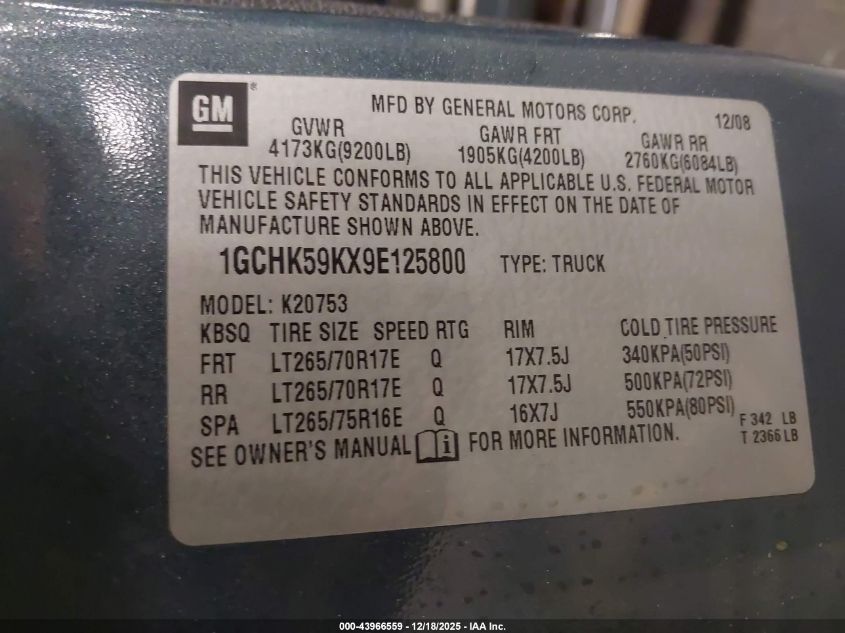 GM®
MFD BY GENERAL MOTORS CORP. 12/08
GVWR GAWR FRT GAWR RR
4173KG(9200LB) 1905KG(4200LB) 2760KG(6084LB)
THIS VEHICLE CONFORMS TO ALL APPLICABLE U.S. FEDERAL MOTOR
VEHICLE SAFETY STANDARDS IN EFFECT ON THE DATE OF
MANUFACTURE SHOWN ABOVE.
1GCHK59KX9E125800 TYPE: TRUCK
MODEL: K20753
KBSQ TIRE SIZE SPEED RTG RIM COLD TIRE PRESSURE
FRT LT265/70R17E Q 17X7.5J 340KPA(50PSI)
RR LT265/70R17E Q 17X7.5J 500KPA(72PSI)
SPA LT265/75R16E Q 16X7J 550KPA(80PSI)
F 342 LB
SEE OWNER'S MANUAL i FOR MORE INFORMATION.
T 2366 LB
000-43966559 - 12/18/2025 - IAA Inc.